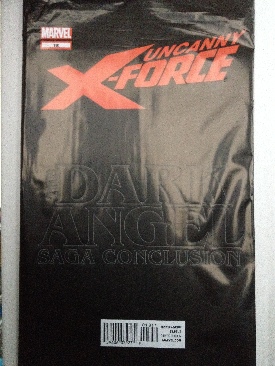 MARVEL
UNCANNY
X-FORCE
DARK
ANGEL
SAGA CONCLUSION